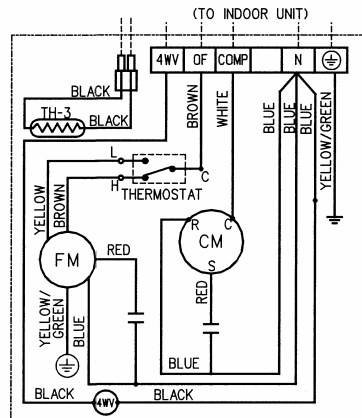 (TO INDOOR UNIT)
4WV OF COMP N
BLACK
TH-3
BLACK
BROWN
WHITE
BLUE
BLUE
BLUE
YELLOW/GREEN
L
H
C
THERMOSTAT
YELLOW
BROWN
R C
CM
S
FM
RED
RED
YELLOW/
GREEN
BLUE
BLUE
BLACK
4WV
BLACK